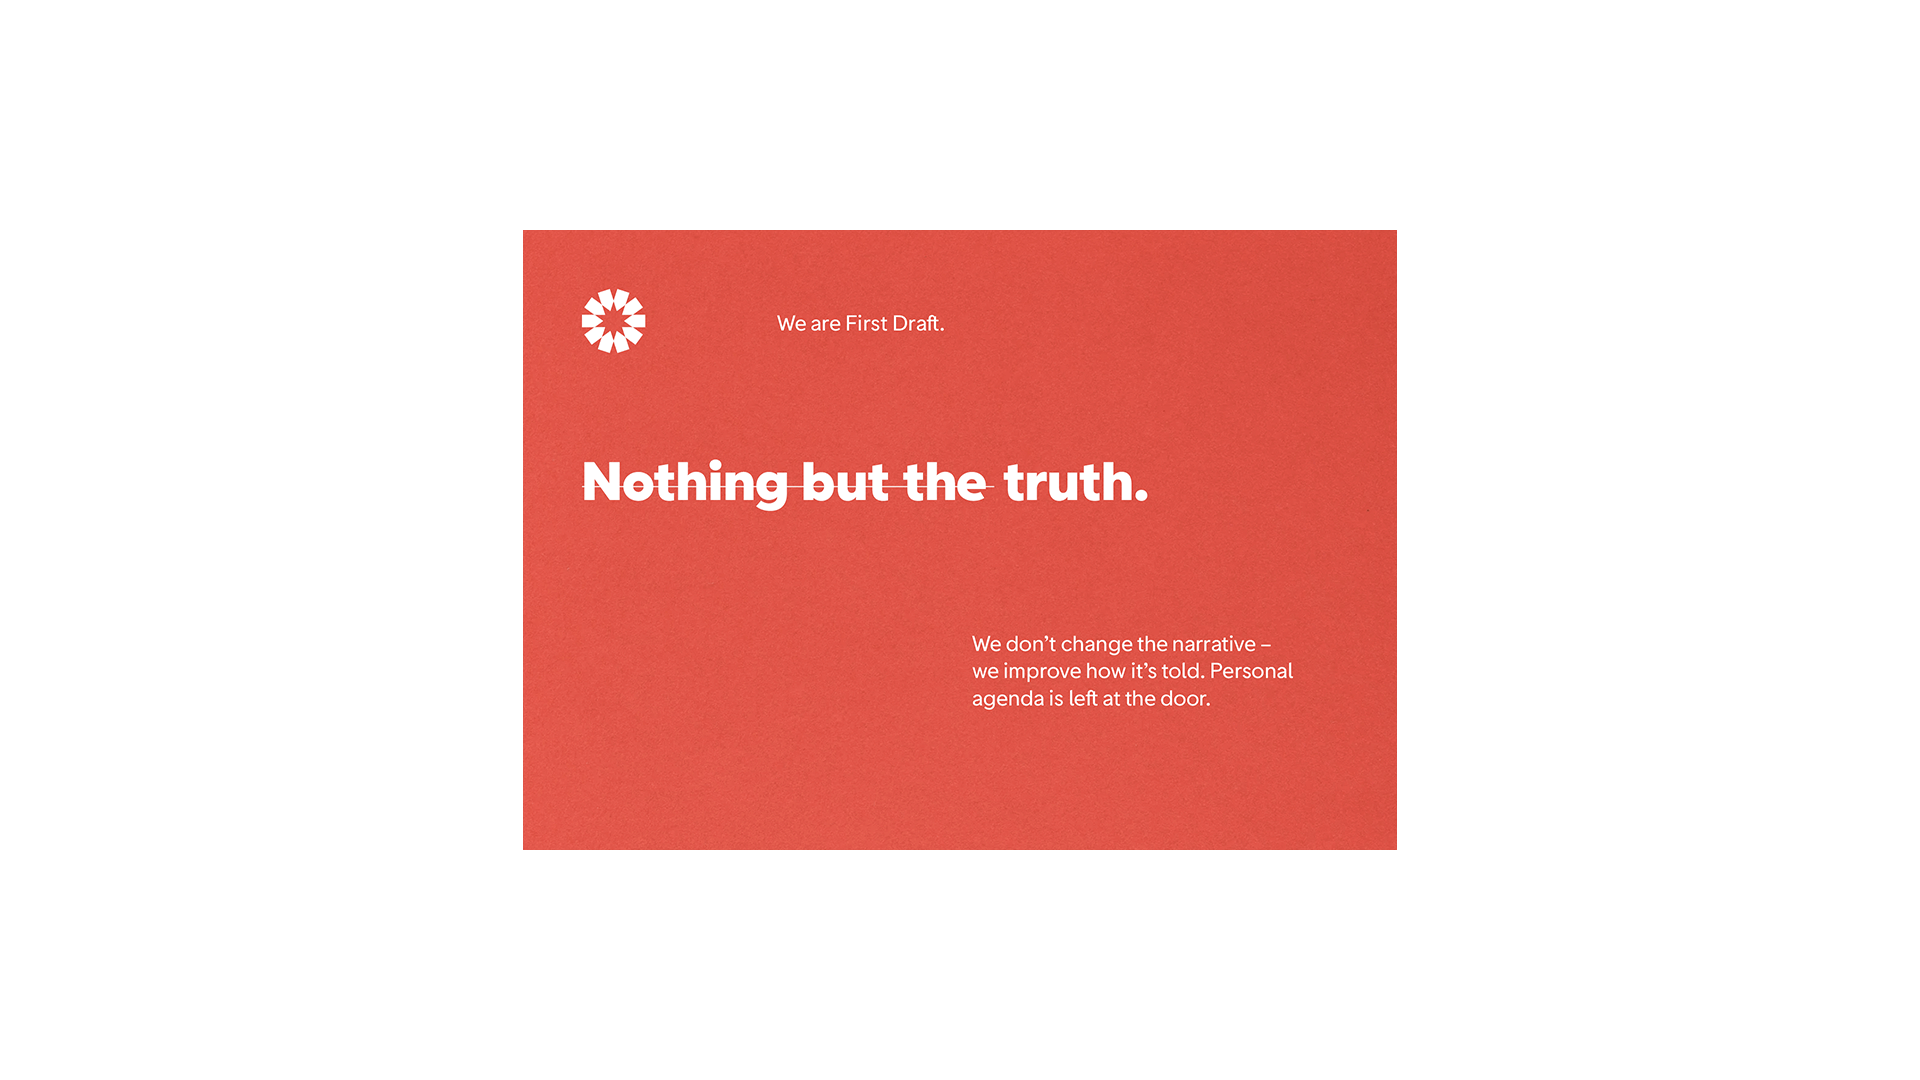 We are First Draft.
Nothing but the truth.
We don’t change the narrative –
we improve how it’s told. Personal
agenda is left at the door.